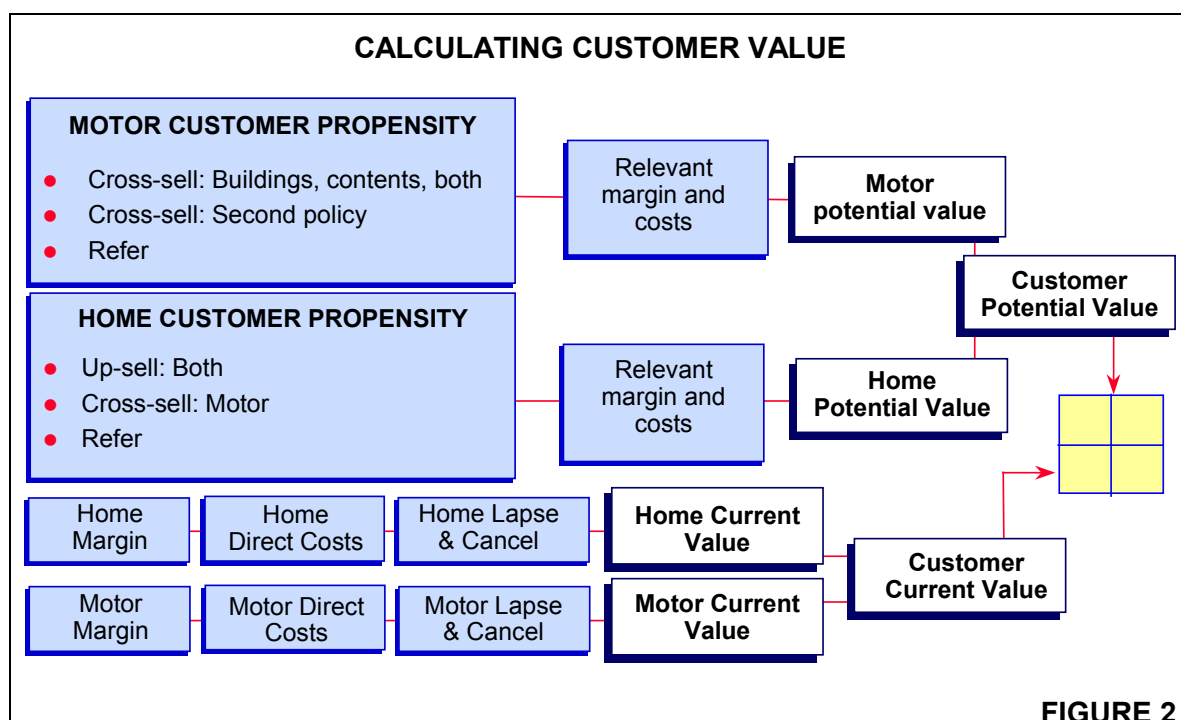 CALCULATING CUSTOMER VALUE
MOTOR CUSTOMER PROPENSITY
Cross-sell: Buildings, contents, both
Cross-sell: Second policy
Refer
Relevant
margin and
costs
Motor
potential value
Customer
Potential Value
HOME CUSTOMER PROPENSITY
Up-sell: Both
Cross-sell: Motor
Refer
Relevant
margin and
costs
Home
Potential Value
Home
Margin
Home
Direct Costs
Home Lapse
& Cancel
Home Current
Value
Customer
Current Value
Motor
Margin
Motor Direct
Costs
Motor Lapse
& Cancel
Motor Current
Value
FIGURE 2